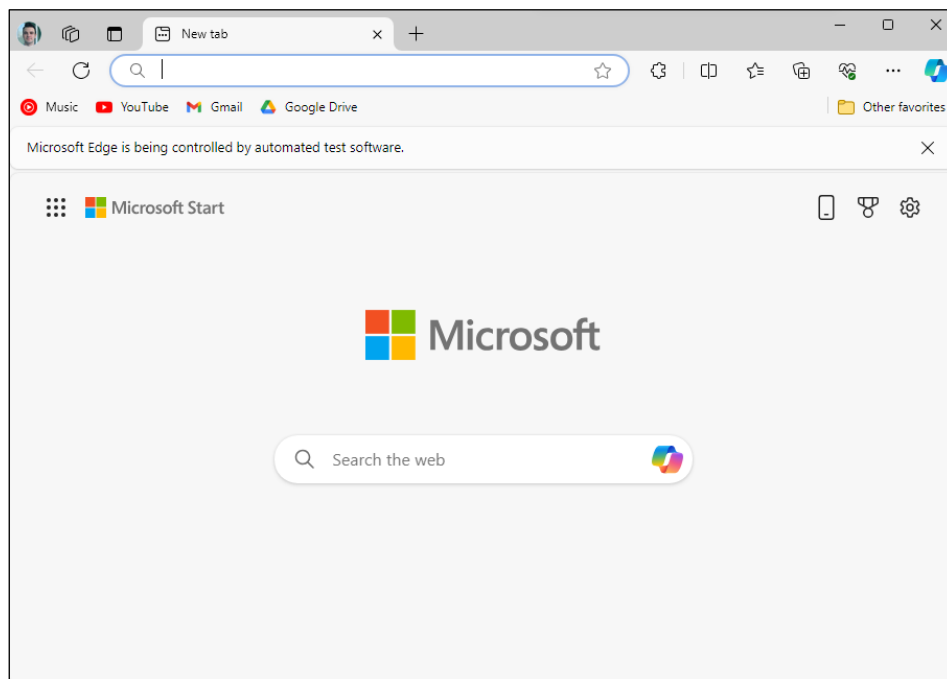 New tab
Music YouTube Gmail Google Drive Other favorites
Microsoft Edge is being controlled by automated test software.
Microsoft Start
Microsoft
Search the web